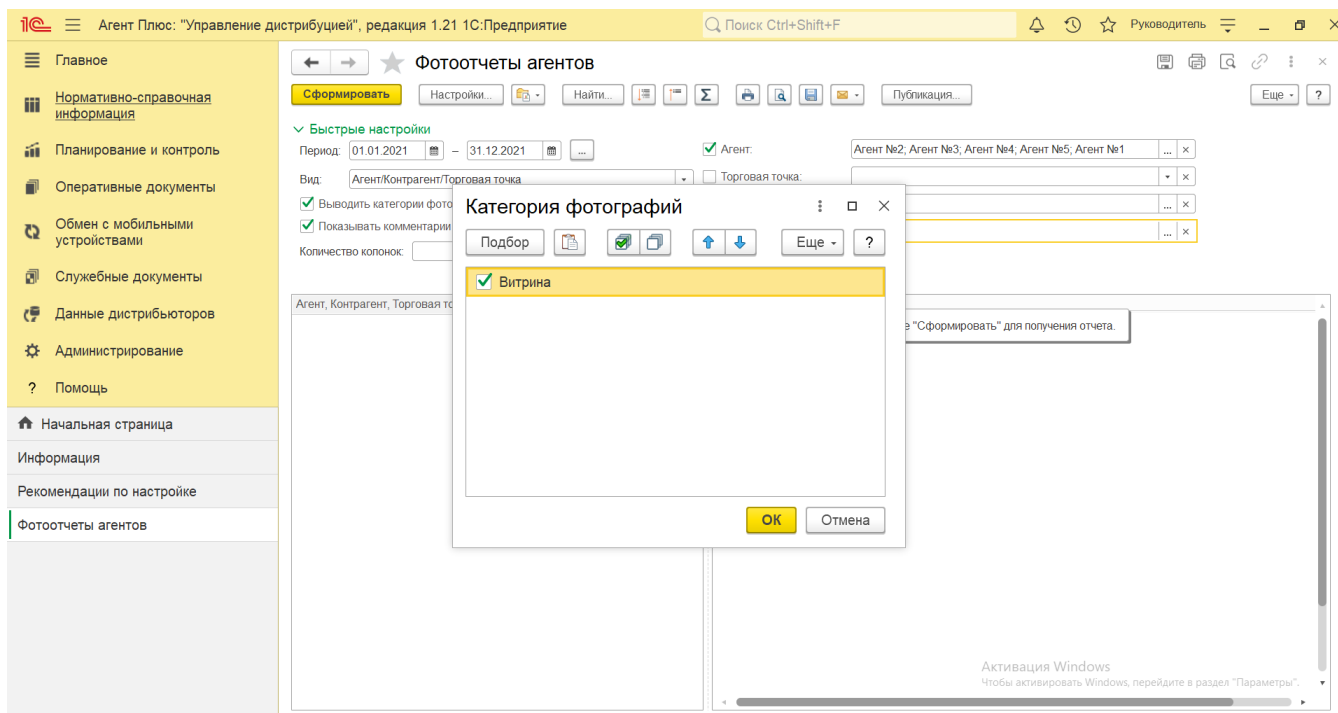 Агент Плюс: "Управление дистрибуцией", редакция 1.21 1С:Предприятие
Поиск Ctrl+Shift+F
Руководитель
Главное
Нормативно-справочная
информация
Планирование и контроль
Оперативные документы
Обмен с мобильными
устройствами
Служебные документы
Данные дистрибьюторов
Администрирование
? Помощь
Начальная страница
Информация
Рекомендации по настройке
Фотоотчеты агентов
Фотоотчеты агентов
Сформировать Настройки... Найти... Σ Публикация... Еще ?
Быстрые настройки
Период: 01.01.2021 – 31.12.2021 ... Агент: Агент №2; Агент №3; Агент №4; Агент №5; Агент №1 ... ×
Вид: Агент/Контрагент/Торговая точка Торговая точка: ×
Выводить категории фото ... ×
Показывать комментарии ... ×
Количество колонок:
Агент, Контрагент, Торговая
"Сформировать" для получения отчета.
Категория фотографий
Подбор Еще ?
Витрина
ОК Отмена
Активация Windows
Чтобы активировать Windows, перейдите в раздел "Параметры".